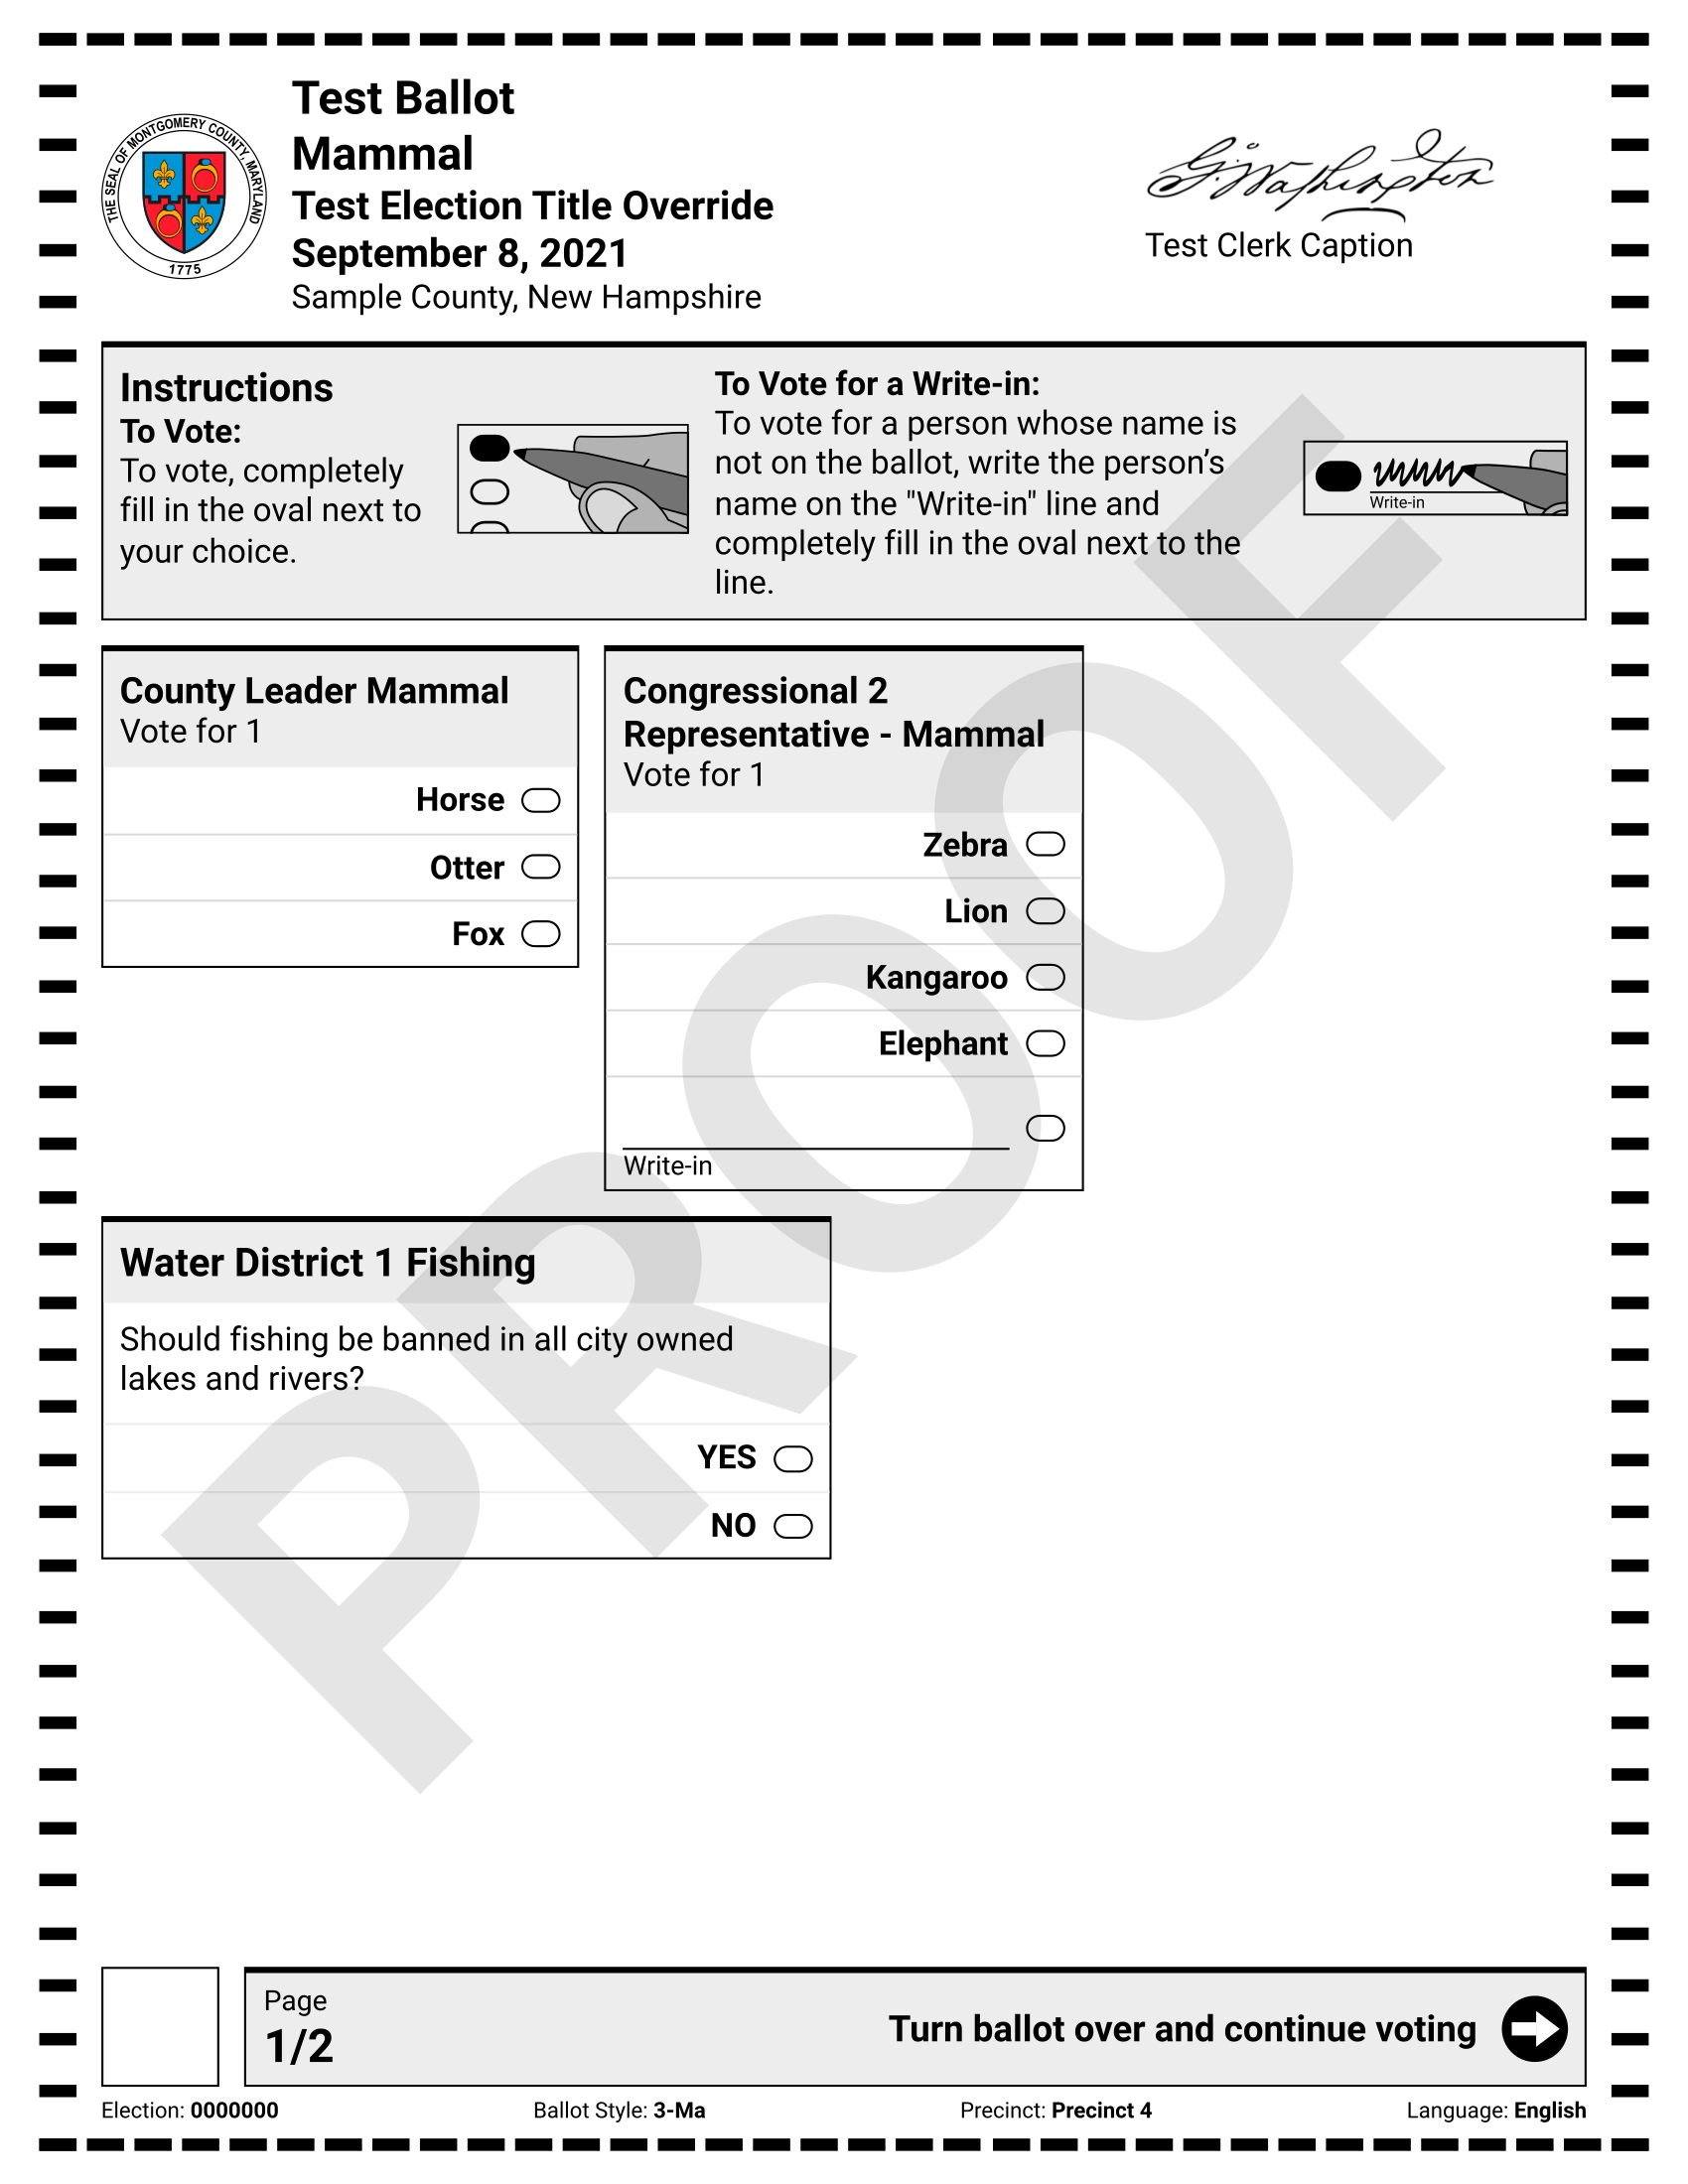 THE SEAL OF MONTGOMERY COUNTY, MARYLAND
1775
Test Ballot
Mammal
Test Election Title Override
September 8, 2021
Sample County, New Hampshire
G. Washington
Test Clerk Caption
Instructions
To Vote:
To vote, completely
fill in the oval next to
your choice.
To Vote for a Write-in:
To vote for a person whose name is
not on the ballot, write the person’s
name on the "Write-in" line and
completely fill in the oval next to the
line.
Write-in
County Leader Mammal
Vote for 1
Horse
Otter
Fox
Congressional 2
Representative - Mammal
Vote for 1
Zebra
Lion
Kangaroo
Elephant
Write-in
Water District 1 Fishing
Should fishing be banned in all city owned
lakes and rivers?
YES
NO
PROOF
Page
1/2
Turn ballot over and continue voting
Election: 0000000 Ballot Style: 3-Ma Precinct: Precinct 4 Language: English